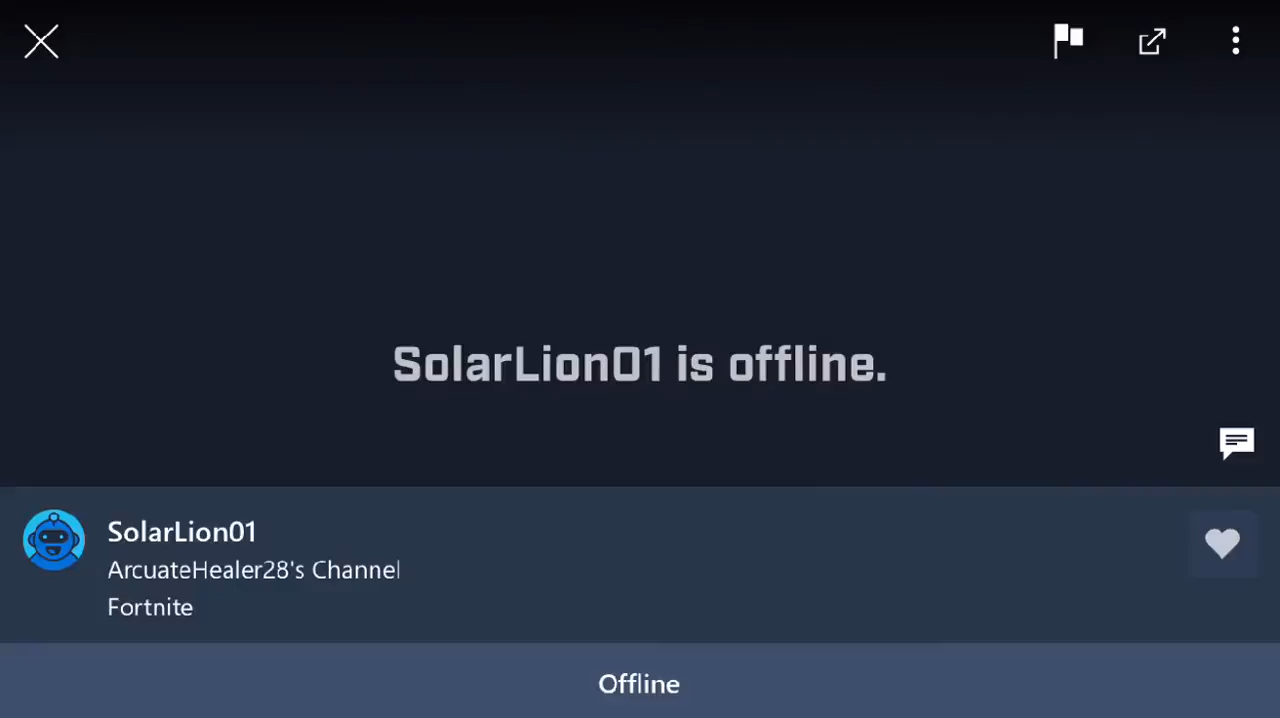 SolarLion01 is offline.
SolarLion01
ArcuateHealer28's Channel
Fortnite
Offline